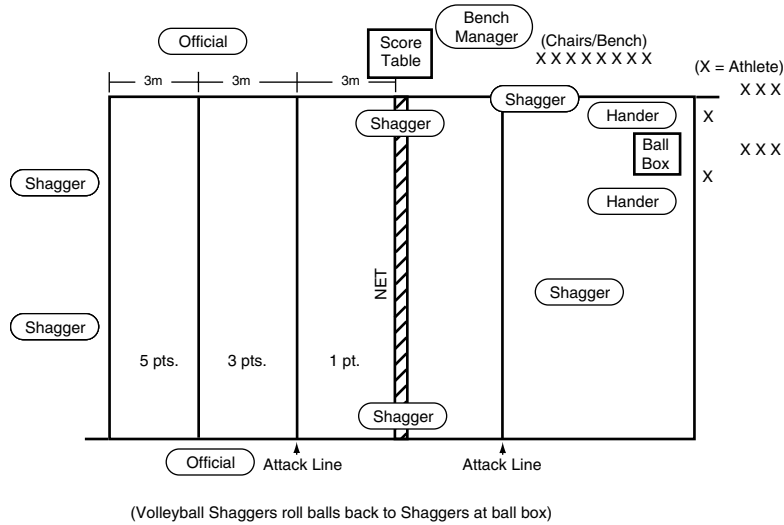 Bench
Manager
Official
Score
Table
(Chairs/Bench)
X X X X X X X X
(X = Athlete)
3m
3m
3m
X X X
Shagger
Hander
X
Shagger
Ball
Box
X X X
Shagger
X
Hander
NET
Shagger
Shagger
5 pts.
3 pts.
1 pt.
Shagger
Official
Attack Line
Attack Line
(Volleyball Shaggers roll balls back to Shaggers at ball box)